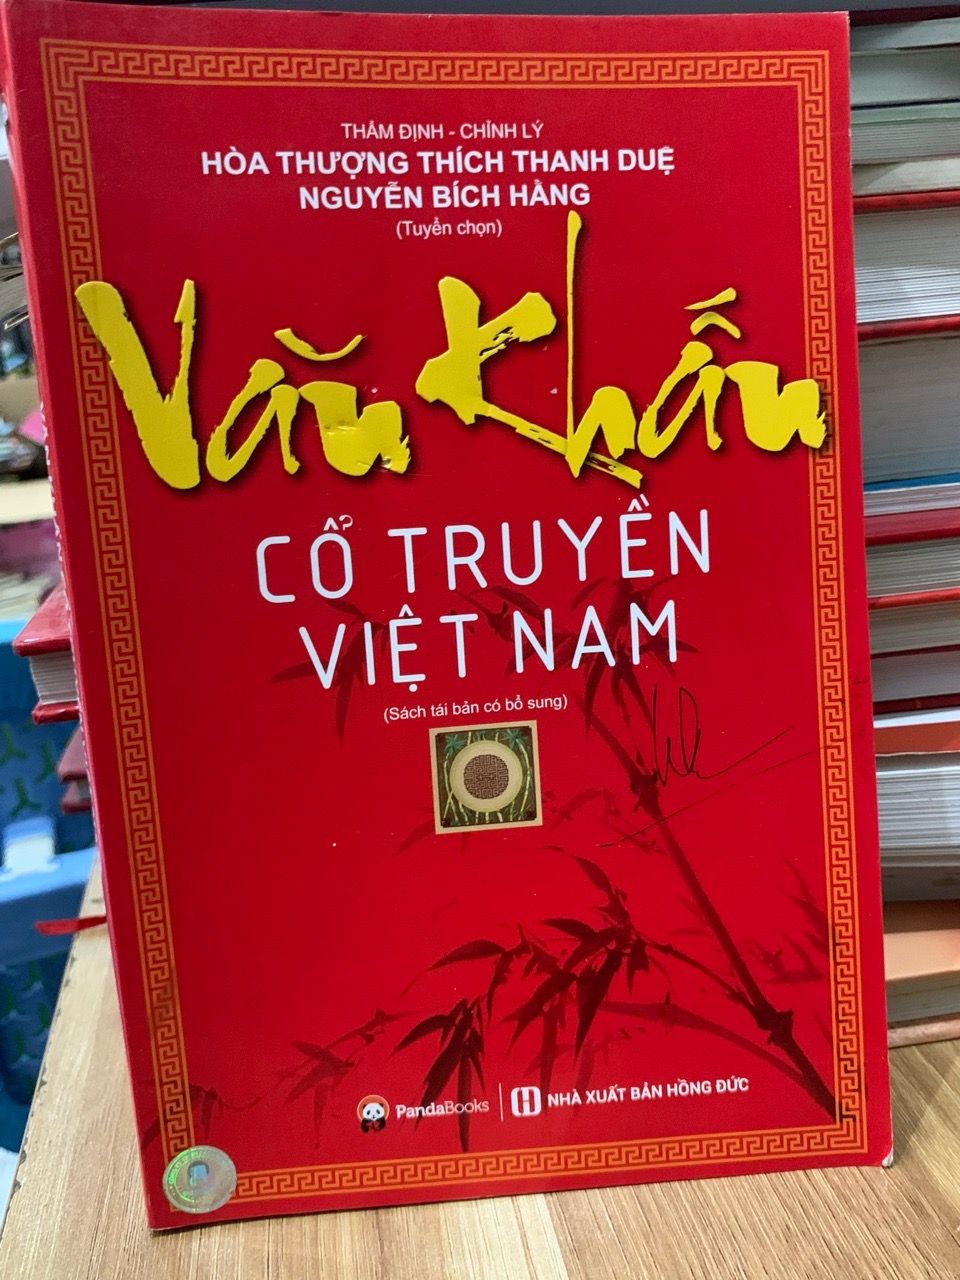 THẨM ĐỊNH - CHỈNH LÝ
HÒA THƯỢNG THÍCH THANH DUỆ
NGUYỄN BÍCH HẰNG
(Tuyển chọn)
Văn Khấn
CỔ TRUYỀN
VIỆT NAM
(Sách tái bản có bổ sung)
PandaBooks
NHÀ XUẤT BẢN HỒNG ĐỨC